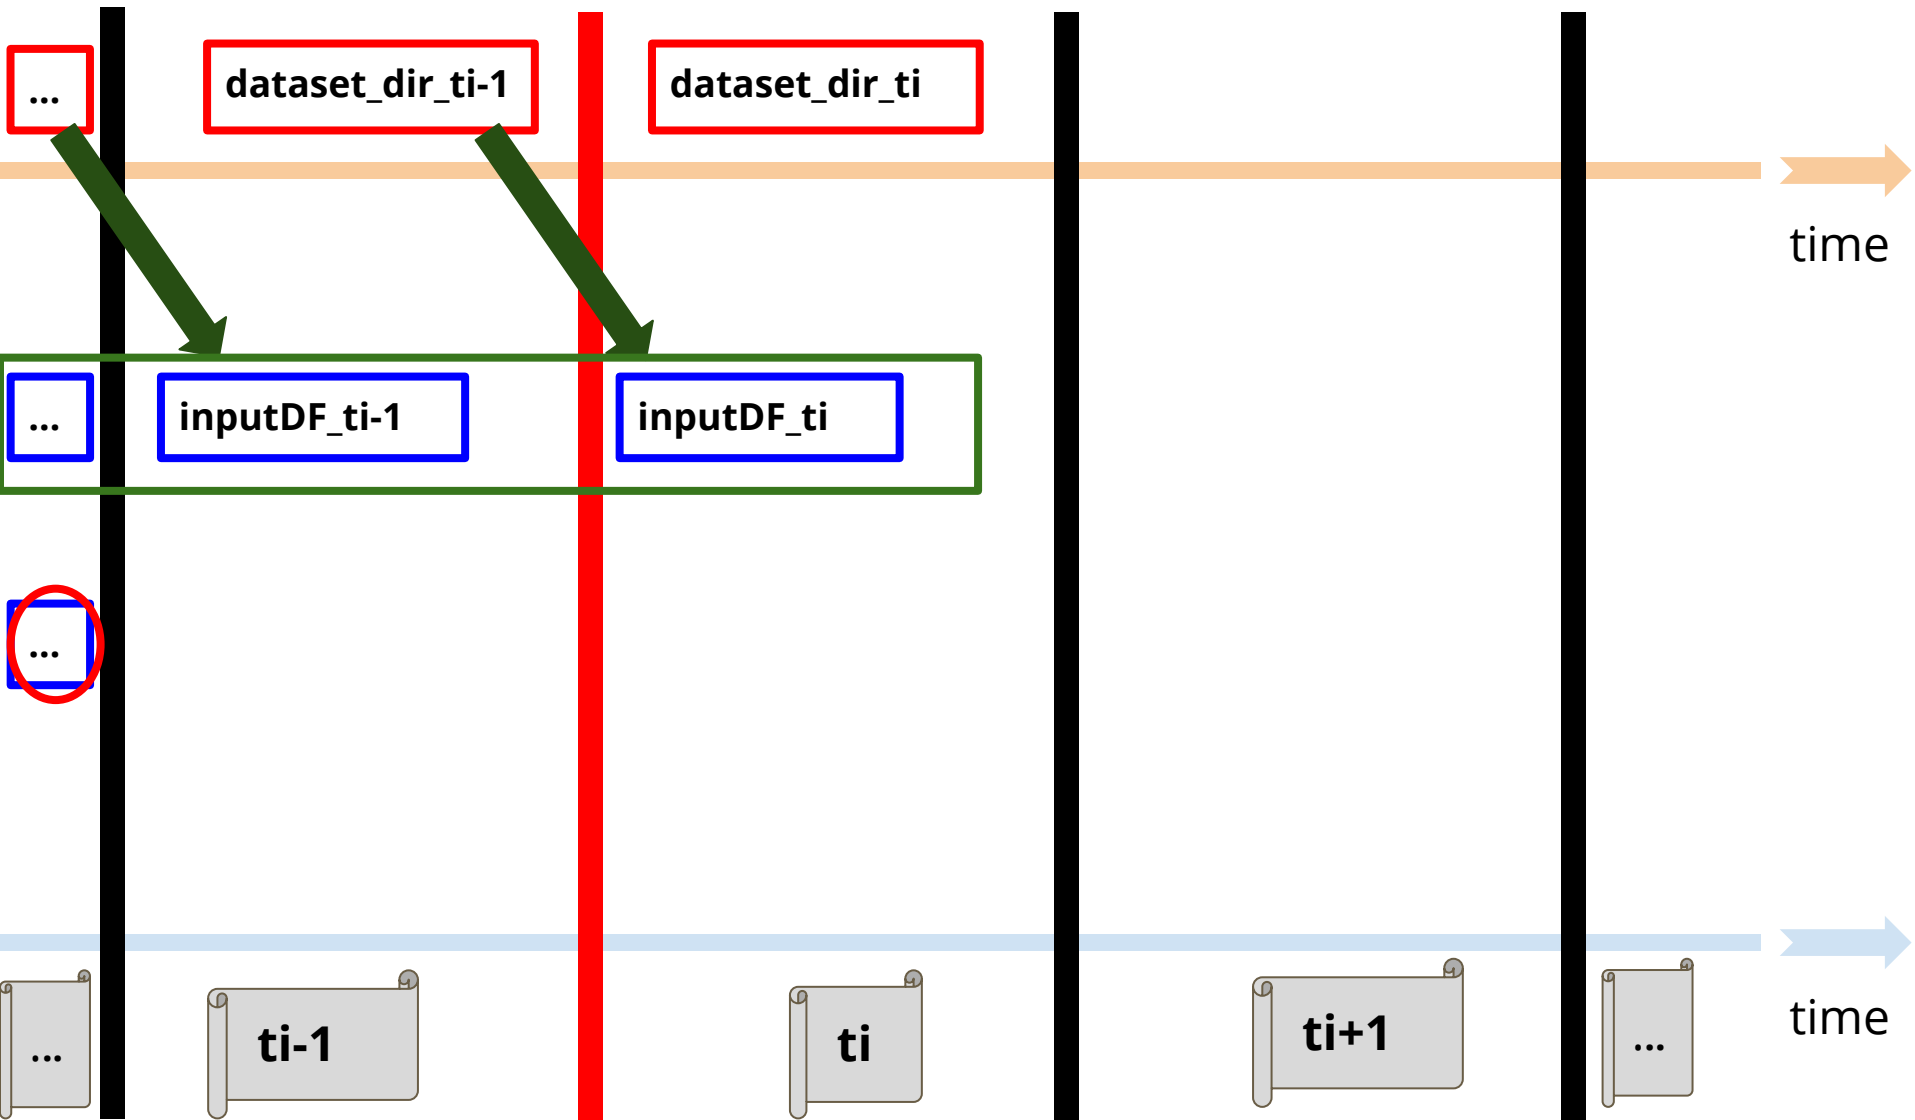 ...
dataset_dir_ti-1
dataset_dir_ti
time
...
inputDF_ti-1
inputDF_ti
...
...
ti-1
ti
ti+1
...
time